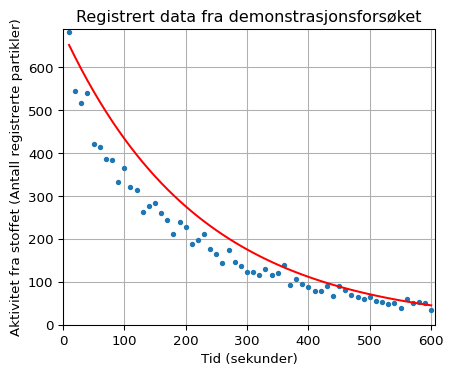 Registrert data fra demonstrasjonsforsøket
Aktivitet fra stoffet (Antall registrerte partikler)
600
500
400
300
200
100
0
0 100 200 300 400 500 600
Tid (sekunder)